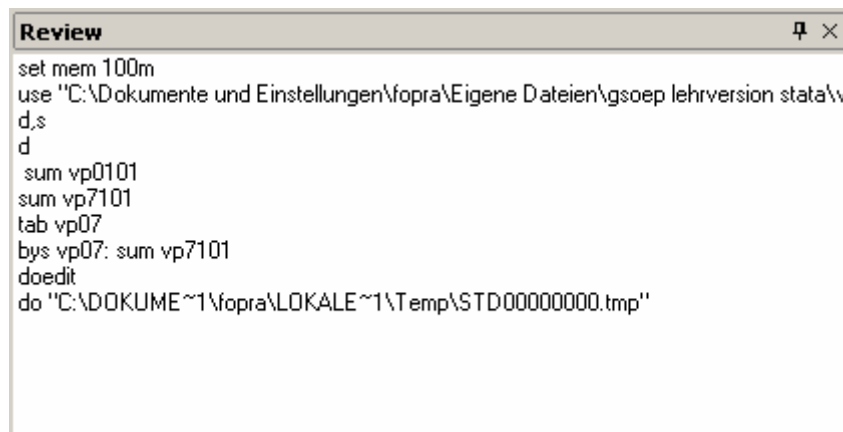 Review
set mem 100m
use "C:\Dokumente und Einstellungen\fopra\Eigene Dateien\gsoep lehrversion stata\
d,s
d
sum vp0101
sum vp7101
tab vp07
bys vp07: sum vp7101
doedit
do "C:\DOKUME~1\fopra\LOKALE~1\Temp\STD00000000.tmp"